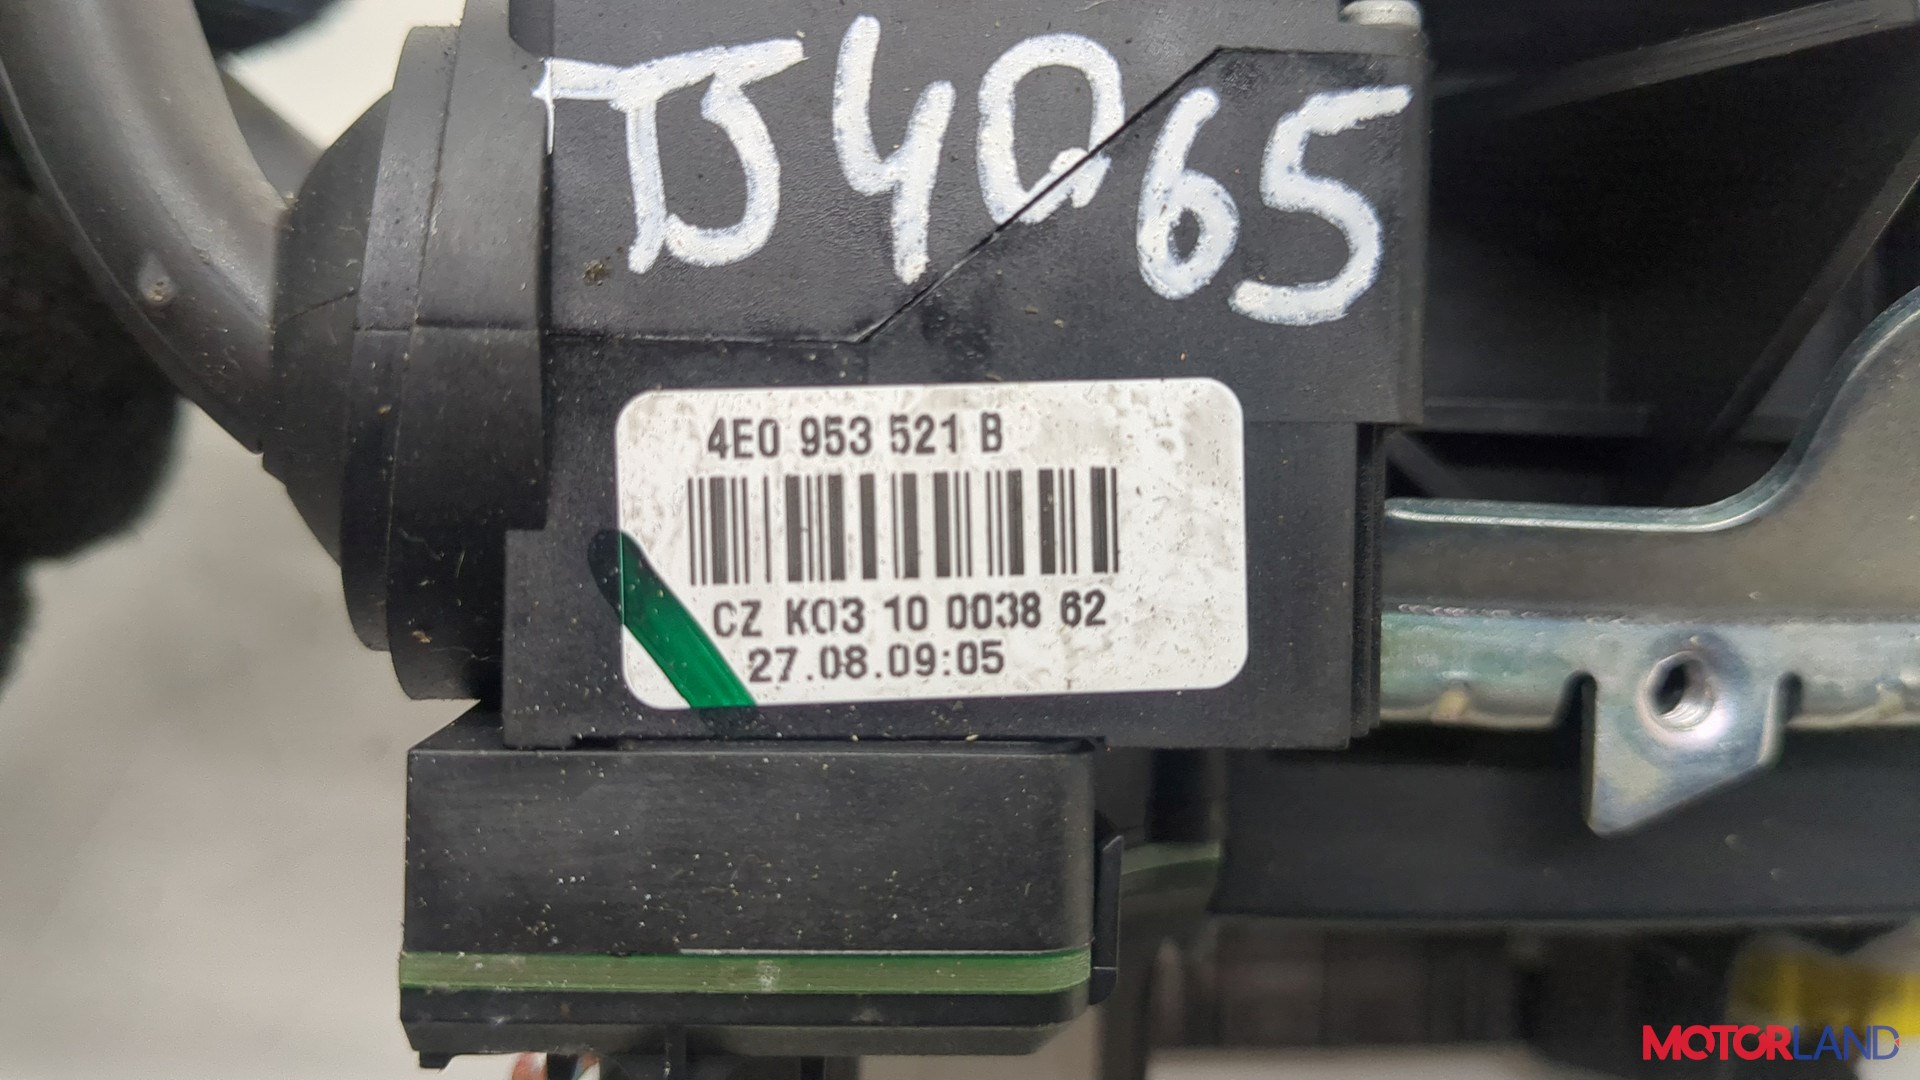 TJ4065
4E0 953 521 B
CZ K03 10 0038 62
27.08.09:05
MOTORLAND